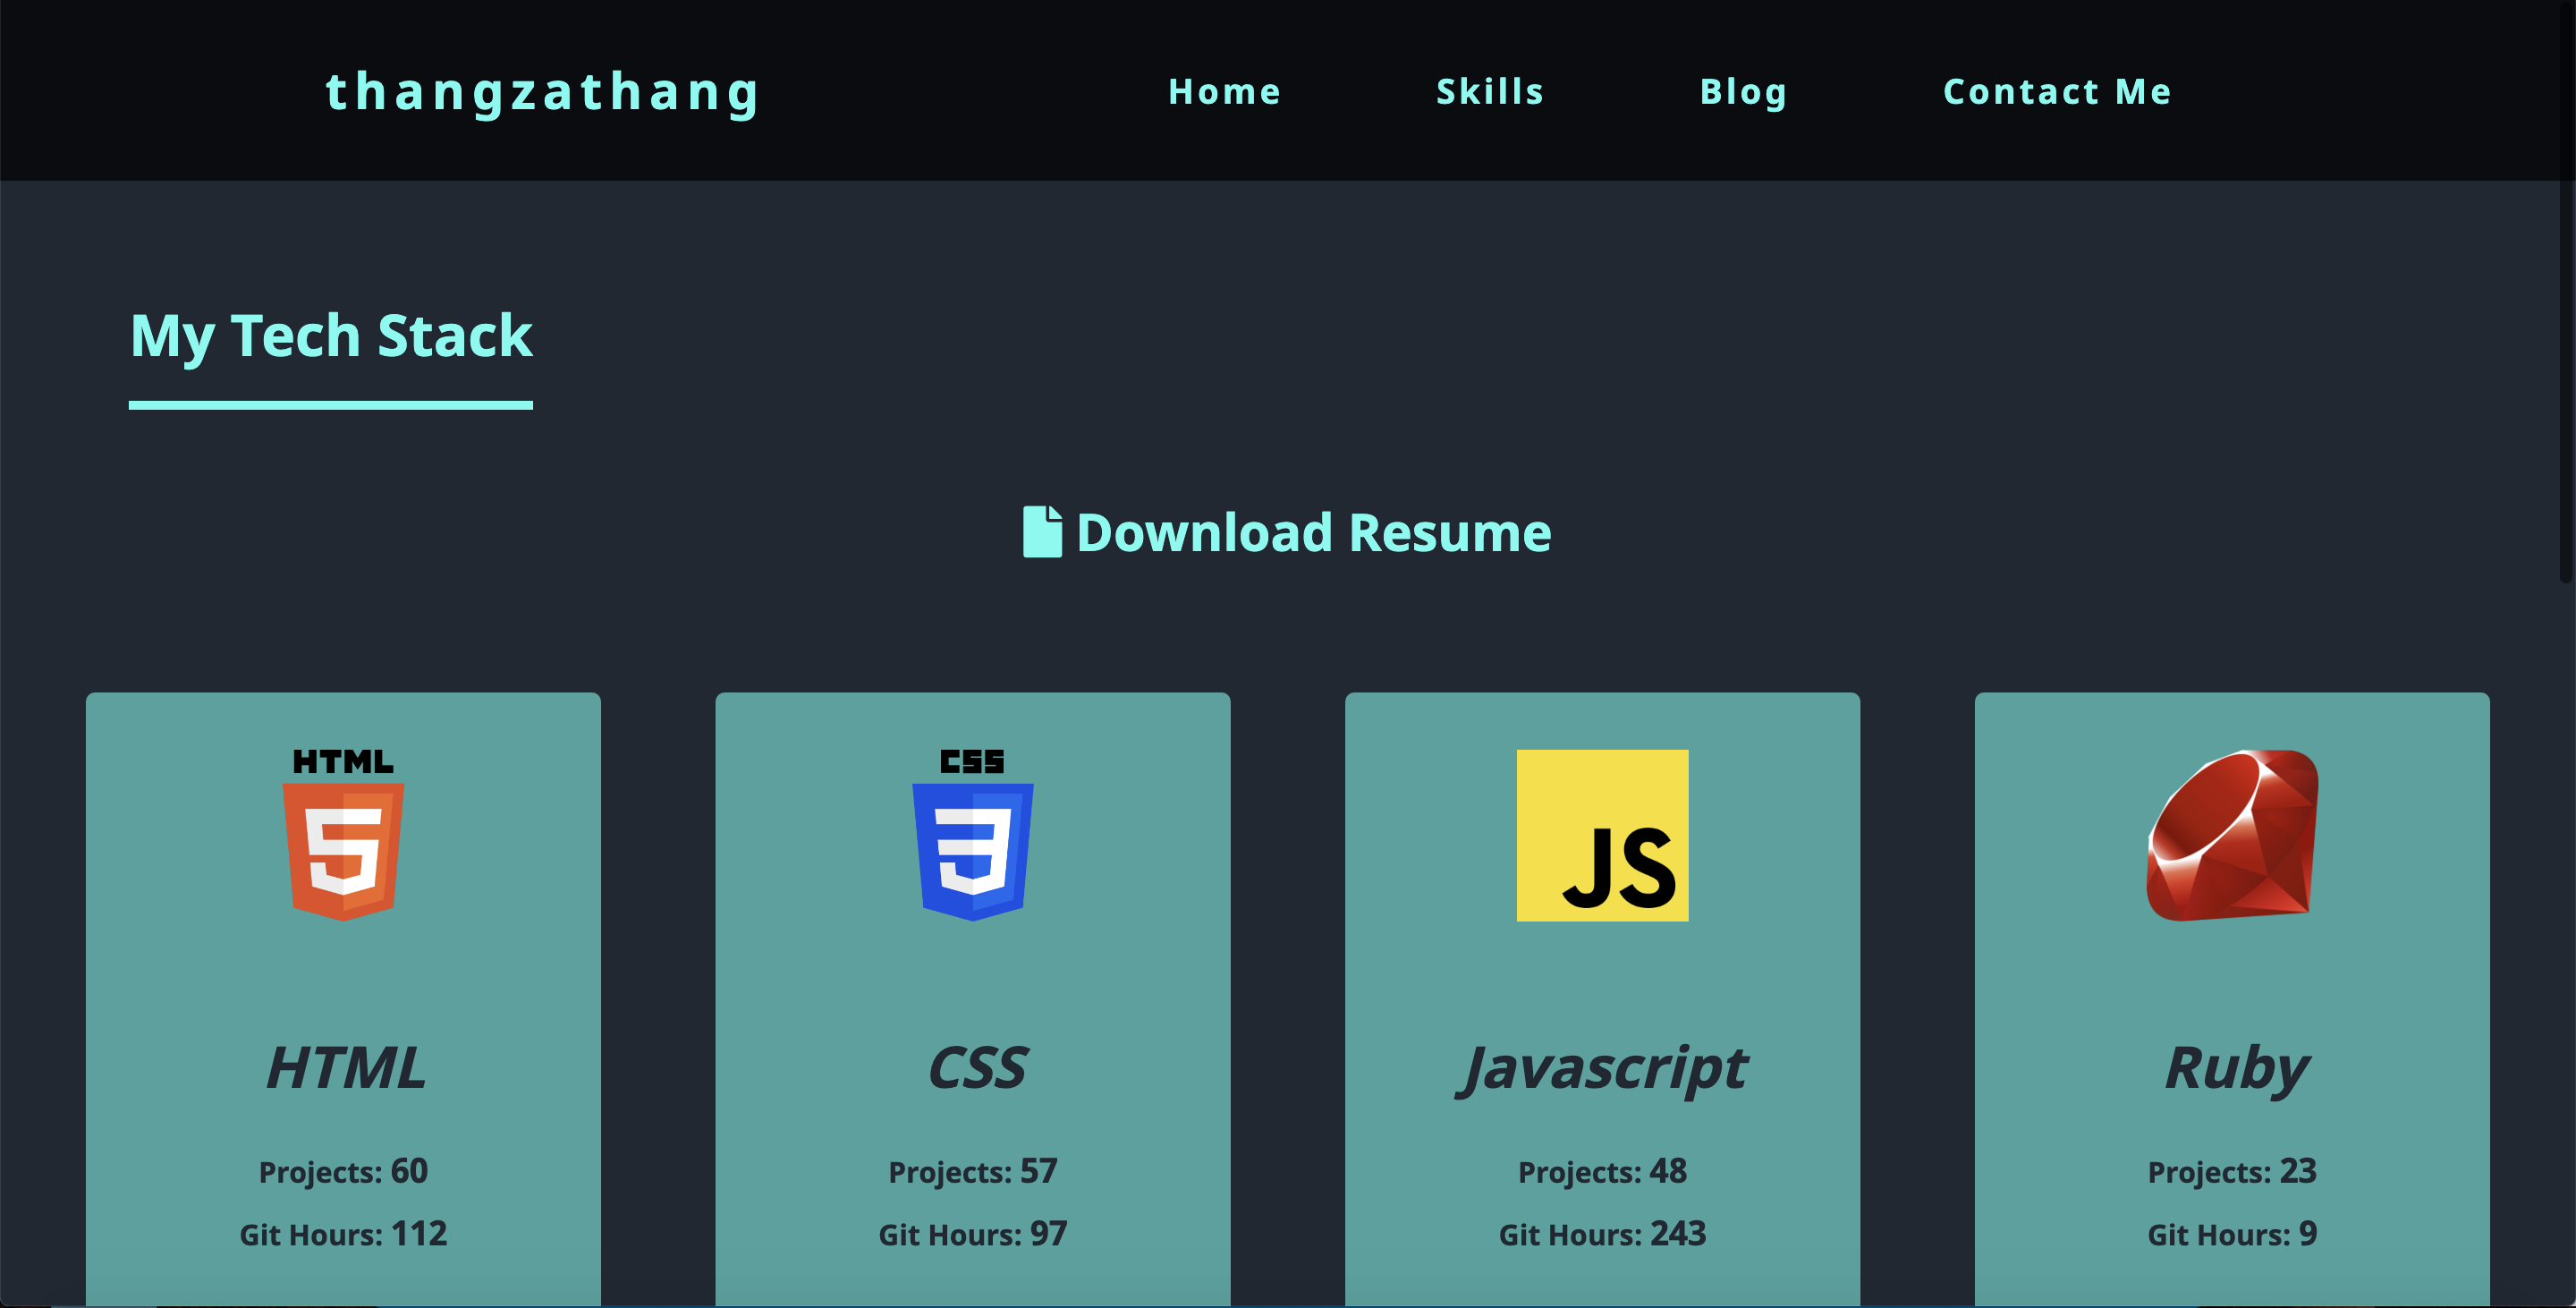 thangzathang Home Skills Blog Contact Me
My Tech Stack
Download Resume
HTML CSS JS
HTML CSS Javascript Ruby
Projects: 60 Projects: 57 Projects: 48 Projects: 23
Git Hours: 112 Git Hours: 97 Git Hours: 243 Git Hours: 9